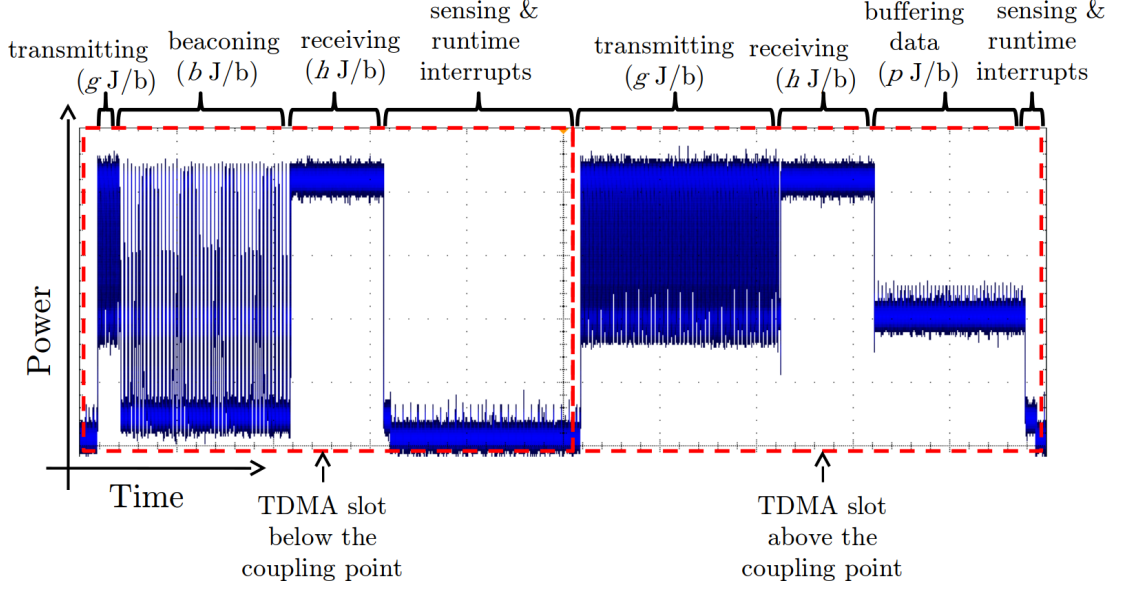 transmitting
(g J/b)
beaconing
(b J/b)
receiving
(h J/b)
sensing &
runtime
interrupts
transmitting
(g J/b)
receiving
(h J/b)
buffering
data
(p J/b)
sensing &
runtime
interrupts
Power
Time
TDMA slot
below the
coupling point
TDMA slot
above the
coupling point